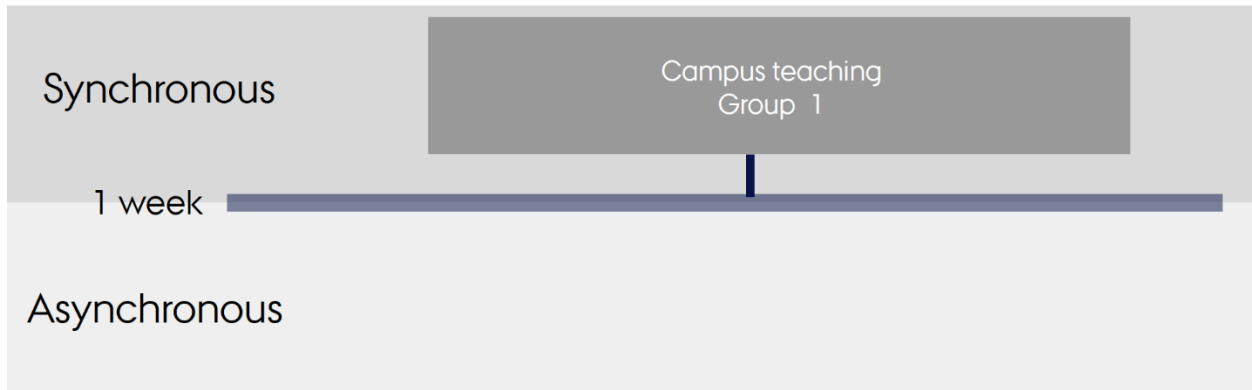 Synchronous
Campus teaching
Group 1
1 week
Asynchronous